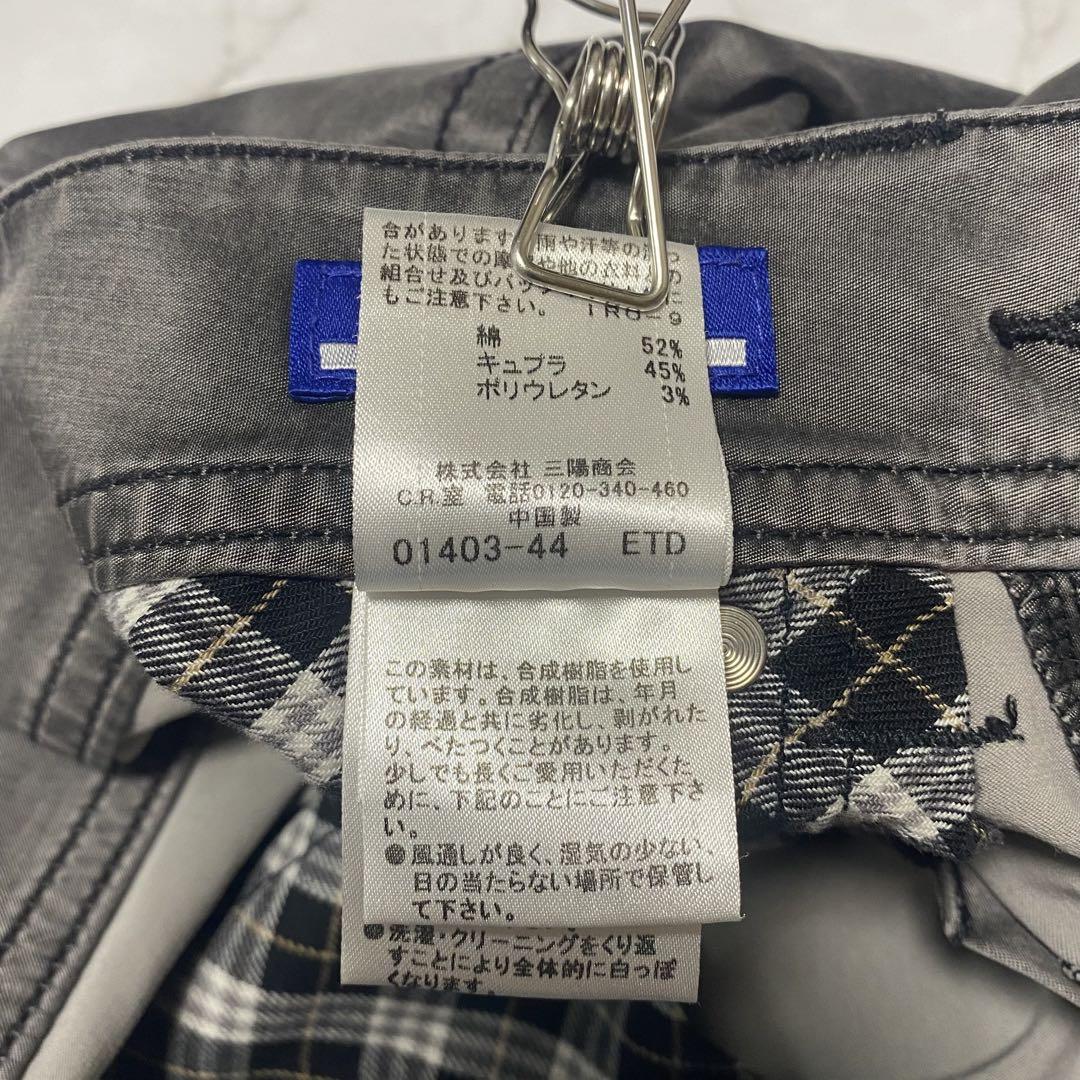 合があります 雨や汗等の
た状態での摩 や他の衣料
組合せ及びバッ に
もご注意下さい。 1R0-9
綿 52%
キュプラ 45%
ポリウレタン 3%
株式会社 三陽商会
C.R.室 電話0120-340-460
中国製
01403-44 ETD
この素材は、合成樹脂を使用し
ています。合成樹脂は、年月
の経過と共に劣化し、剥がれた
り、べたつくことがあります。
少しでも長くご愛用いただくた
めに、下記のことにご注意下さ
い。
●風通しが良く、湿気の少ない、
日の当たらない場所で保管し
て下さい。
●洗濯・クリーニングをくり返
すことにより全体的に白っぽ
くなります。